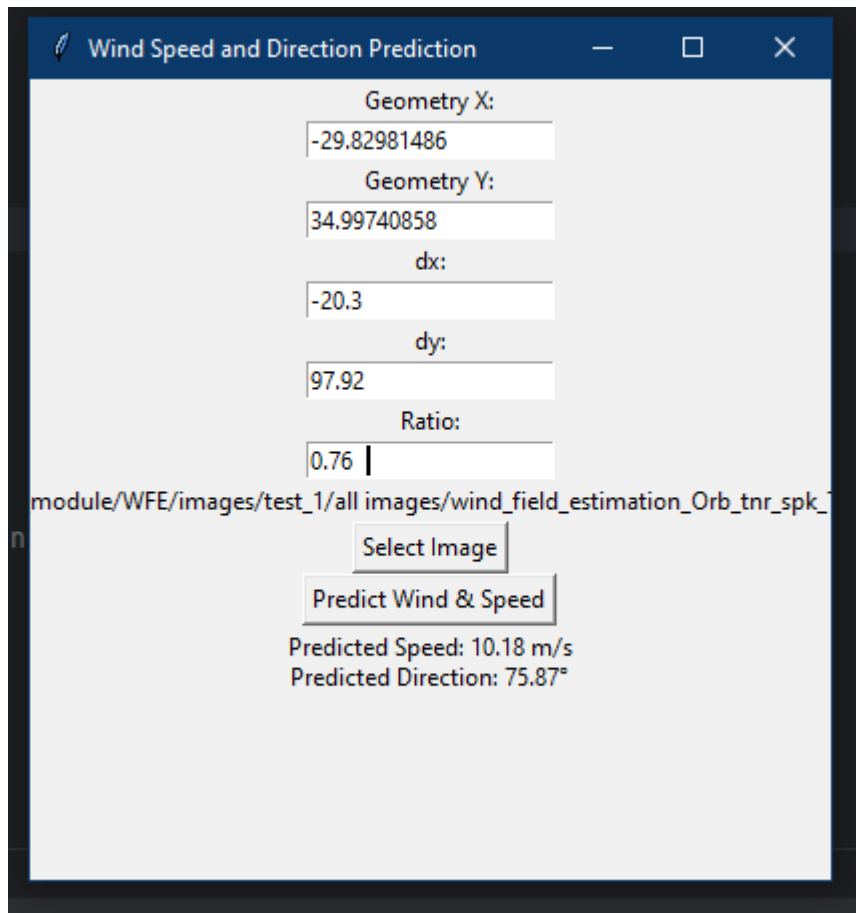 Wind Speed and Direction Prediction
Geometry X:
-29.82981486
Geometry Y:
34.99740858
dx:
-20.3
dy:
97.92
Ratio:
0.76
module/WFE/images/test_1/all images/wind_field_estimation_Orb_tnr_spk_
n
Select Image
Predict Wind & Speed
Predicted Speed: 10.18 m/s
Predicted Direction: 75.87°